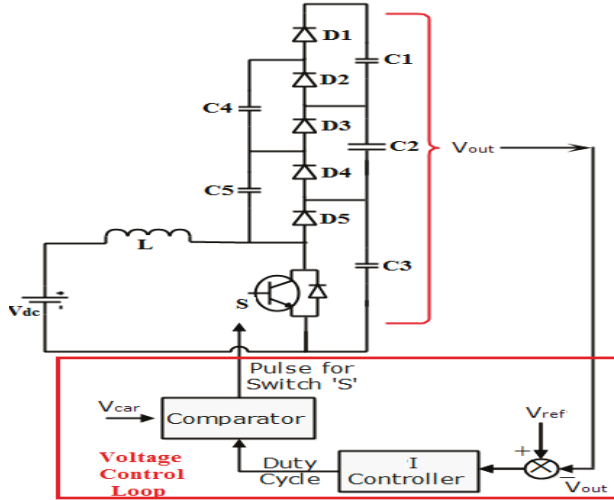 D1
C1
D2
C4
D3
C2
Vout
D4
C5
D5
L
C3
S
Vdc
Pulse for
Switch 'S'
Vcar
Comparator
Vref
Voltage
Control
Loop
Duty
Cycle
I
Controller
+
−
Vout